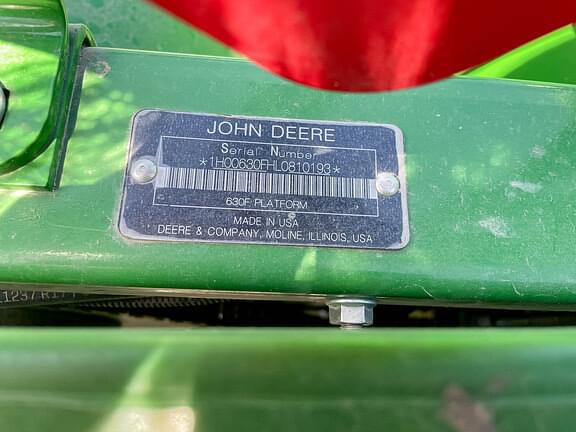 JOHN DEERE
Serial Number
*1H00630FHL0810193*
630F PLATFORM
MADE IN USA
DEERE & COMPANY, MOLINE, ILLINOIS, USA